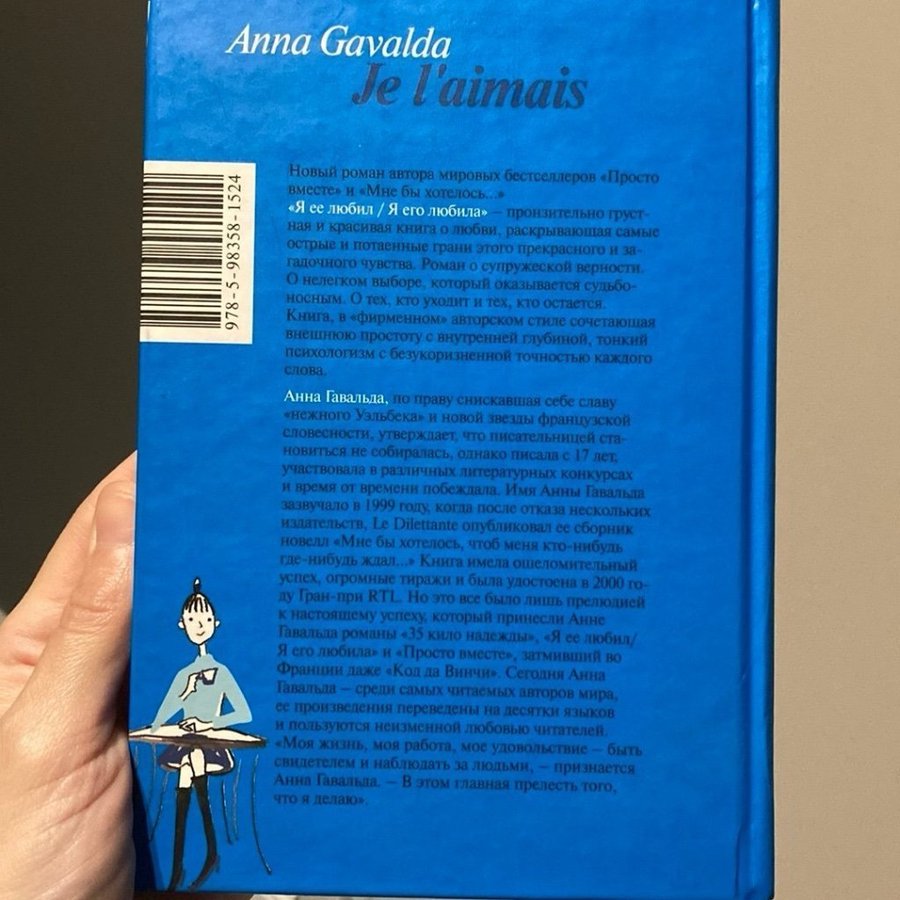 Anna Gavalda
Je l'aimais
Новый роман автора мировых бестселлеров «Просто
вместе» и «Мне бы хотелось...»
«Я ее любил / Я его любила» – пронзительно груст-
ная и красивая книга о любви, раскрывающая самые
острые и потаенные грани этого прекрасного и за-
гадочного чувства. Роман о супружеской верности.
О нелегком выборе, который оказывается судьбо-
носным. О тех, кто уходит и тех, кто остается.
Книга, в «фирменном» авторском стиле сочетающая
внешнюю простоту с внутренней глубиной, тонкий
психологизм с безукоризненной точностью каждого
слова.
Анна Гавальда, по праву снискавшая себе славу
«нежного Уэльбека» и новой звезды французской
словесности, утверждает, что писательницей ста-
новиться не собиралась, однако писала с 17 лет,
участвовала в различных литературных конкурсах
и время от времени побеждала. Имя Анны Гавальда
зазвучало в 1999 году, когда после отказа нескольких
издательств, Le Dilettante опубликовал ее сборник
новелл «Мне бы хотелось, чтоб меня кто-нибудь
где-нибудь ждал...» Книга имела ошеломительный
успех, огромные тиражи и была удостоена в 2000 го-
ду Гран-при RTL. Но это все было лишь прелюдией
к настоящему успеху, который принесли Анне
Гавальда романы «35 кило надежды», «Я ее любил/
Я его любила» и «Просто вместе», затмивший во
Франции даже «Код да Винчи». Сегодня Анна
Гавальда – среди самых читаемых авторов мира,
ее произведения переведены на десятки языков
и пользуются неизменной любовью читателей.
«Моя жизнь, моя работа, мое удовольствие – быть
свидетелем и наблюдать за людьми, – признается
Анна Гавальда. – В этом главная прелесть того,
что я делаю».
978-5-98358-1524